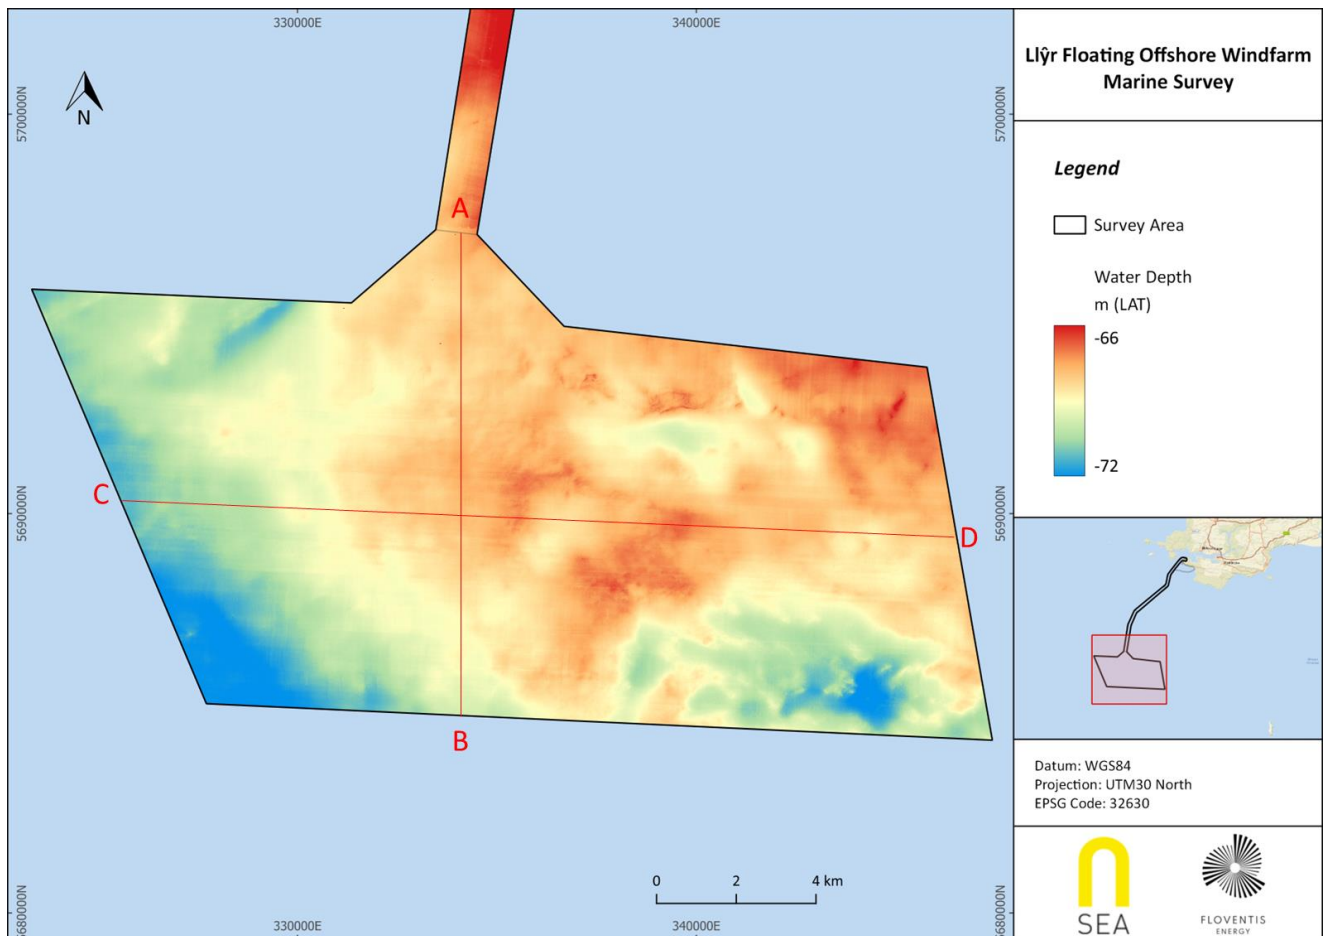 330000E
340000E
5700000N
5700000N
N
A
C
D
B
5690000N
5690000N
0
2
4 km
5680000N
5680000N
330000E
340000E
Llŷr Floating Offshore Windfarm
Marine Survey
Legend
Survey Area
Water Depth
m (LAT)
-66
-72
Datum: WGS84
Projection: UTM30 North
EPSG Code: 32630
SEA
FLOVENTIS
ENERGY